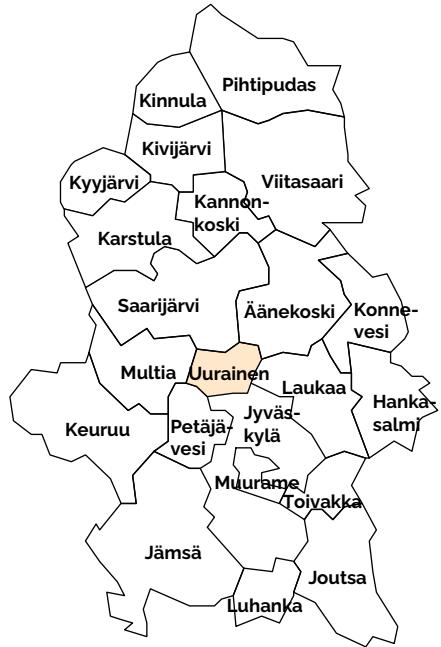 Pihtipudas
Kinnula
Kivijärvi
Kyyjärvi
Viitasaari
Kannon-
koski
Karstula
Saarijärvi
Äänekoski
Konne-
vesi
Multia
Uurainen
Laukaa
Hanka-
salmi
Keuruu
Petäjä-
vesi
Jyväs-
kylä
Muurame
Toivakka
Jämsä
Joutsa
Luhanka